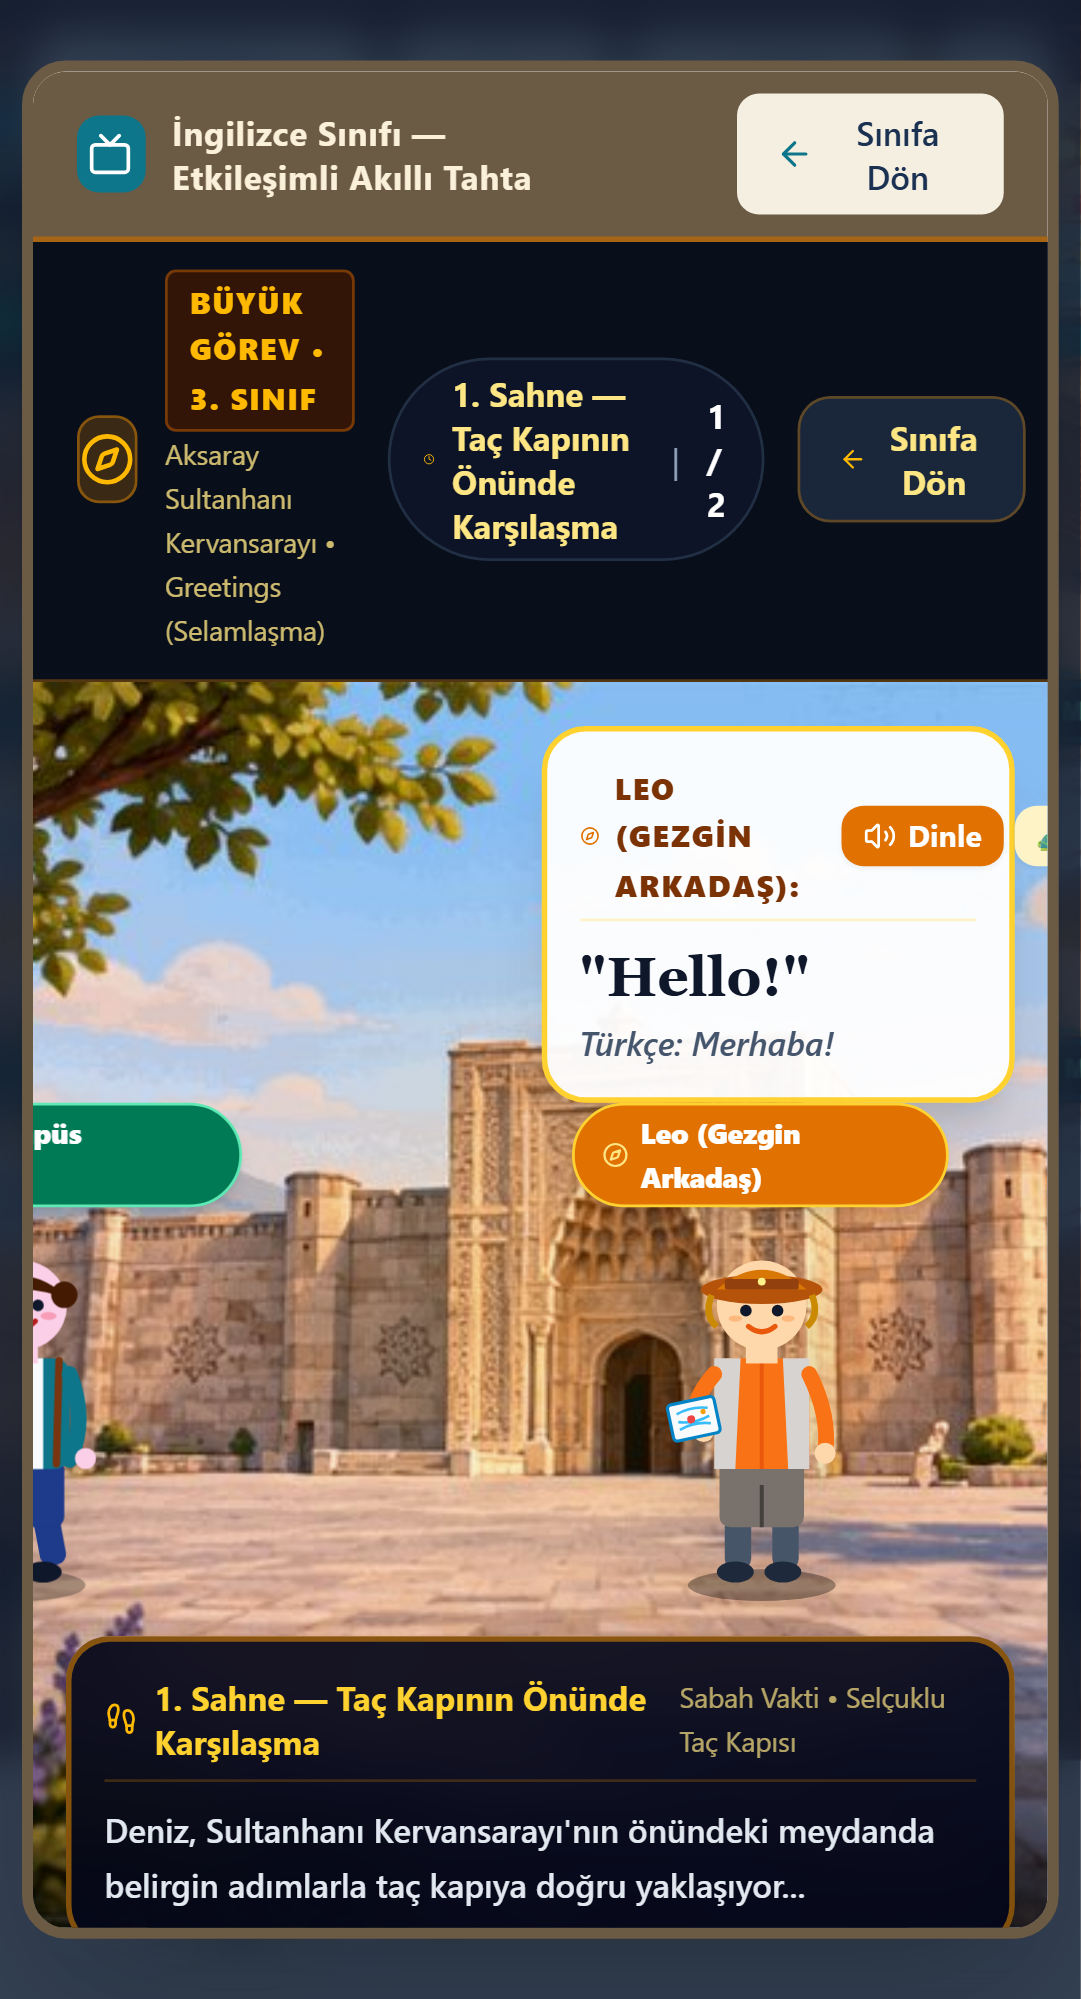 İngilizce Sınıfı —
Etkileşimli Akıllı Tahta
Sınıfa
Dön
BÜYÜK
GÖREV •
3. SINIF
Aksaray
Sultanhanı
Kervansarayı •
Greetings
(Selamlaşma)
1. Sahne —
Taç Kapının
Önünde
Karşılaşma
|
1
/
2
Sınıfa
Dön
LEO
(GEZGİN
ARKADAŞ):
Dinle
"Hello!"
Türkçe: Merhaba!
püs
Leo (Gezgin
Arkadaş)
1. Sahne — Taç Kapının Önünde
Karşılaşma
Sabah Vakti • Selçuklu
Taç Kapısı
Deniz, Sultanhanı Kervansarayı'nın önündeki meydanda
belirgin adımlarla taç kapıya doğru yaklaşıyor...